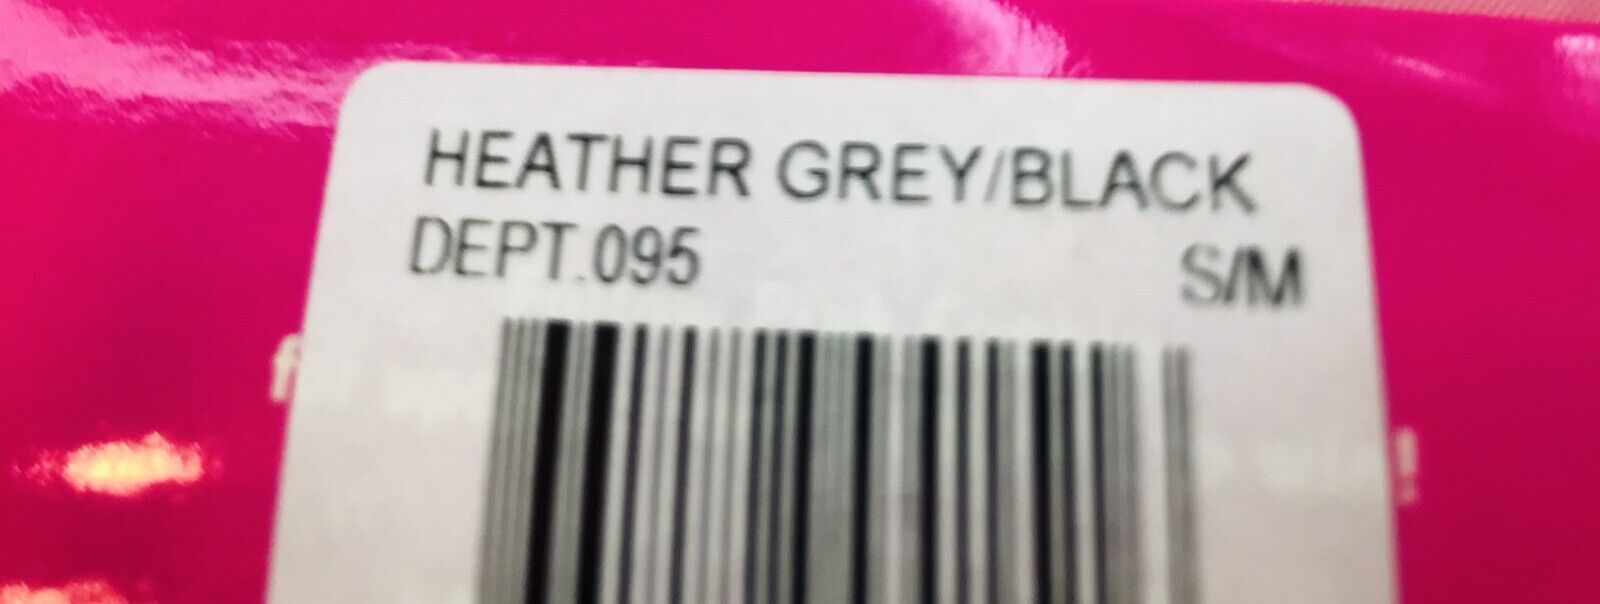 HEATHER GREY/BLACK
DEPT.095 S/M